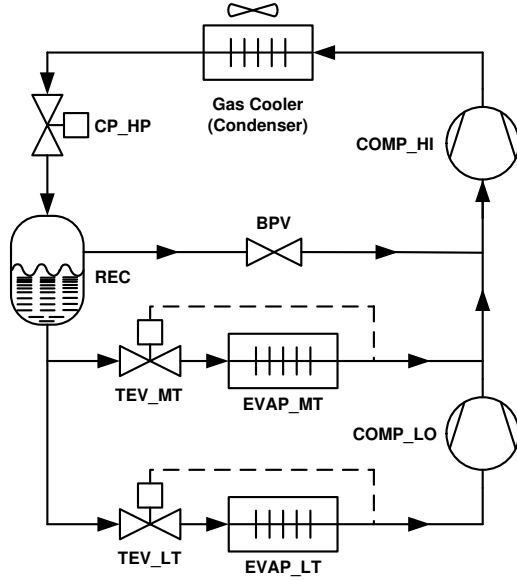 Gas Cooler
(Condenser)
CP_HP
COMP_HI
BPV
REC
TEV_MT
EVAP_MT
COMP_LO
TEV_LT
EVAP_LT